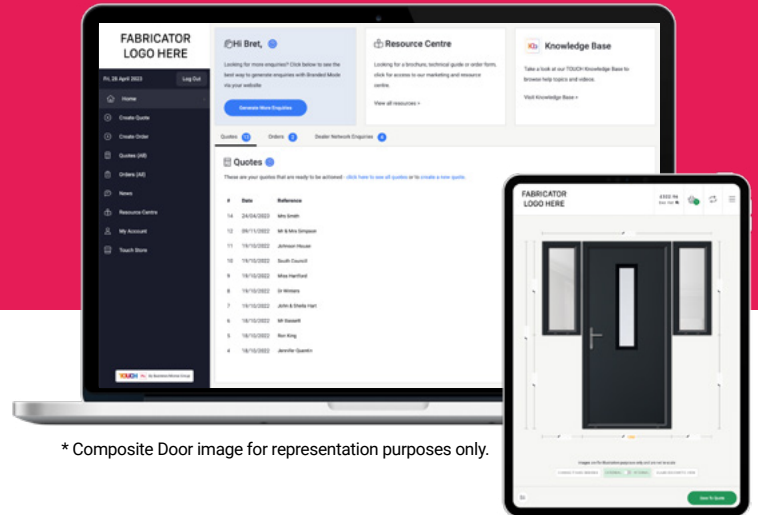 FABRICATOR
LOGO HERE
Fri, 28 April 2023
Log Out
Home
Create Quote
Create Order
Quotes (All)
Orders (All)
News
Resource Centre
My Account
Touch Store
TOUCH
Hi Bret,
Looking for more enquiries? Click below to see the
best way to generate enquiries with Branded Mode
via your website
Generate More Enquiries
Resource Centre
Looking for a brochure, technical guide or order form,
click for access to our marketing and resource
centre.
View all resources >
Kb Knowledge Base
Take a look at our TOUCH Knowledge Base to
browse help topics and videos.
Visit Knowledge Base >
Quotes
Orders
Dealer Network Enquiries
Quotes
These are your quotes that are ready to be actioned - click here to see all quotes or to create a new quote.
# Date Reference
14 24/04/2023 Mrs Smith
12 09/11/2022 Mr & Mrs Simpson
11 19/10/2022 Johnson House
10 19/10/2022 South Council
9 19/10/2022 Miss Hartford
8 19/10/2022 Dr Winters
7 19/10/2022 John & Sheila Hart
6 18/10/2022 Mr Bassett
5 18/10/2022 Ron King
4 18/10/2022 Jennifer Quentin
FABRICATOR
LOGO HERE
Save To Quote
* Composite Door image for representation purposes only.